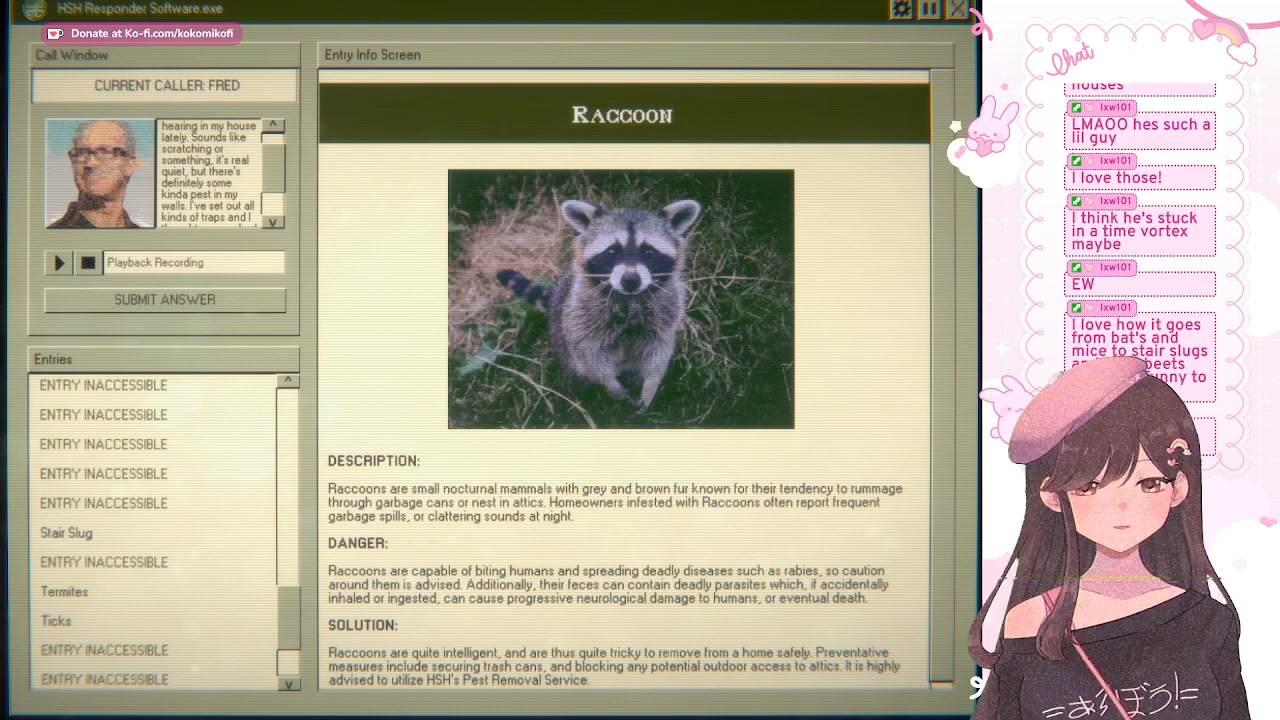 HSH Responder Software.exe
Donate at Ko-fi.com/kokomikofi
Call Window
CURRENT CALLER: FRED
hearing in my house
lately. Sounds like
scratching or
something, it's real
quiet, but there's
definitely some
kinda pest in my
walls. I've set out all
kinds of traps and I
Playback Recording
SUBMIT ANSWER
Entries
ENTRY INACCESSIBLE
ENTRY INACCESSIBLE
ENTRY INACCESSIBLE
ENTRY INACCESSIBLE
ENTRY INACCESSIBLE
Stair Slug
ENTRY INACCESSIBLE
Termites
Ticks
ENTRY INACCESSIBLE
ENTRY INACCESSIBLE
Entry Info Screen
RACCOON
DESCRIPTION:
Raccoons are small nocturnal mammals with grey and brown fur known for their tendency to rummage
through garbage cans or nest in attics. Homeowners infested with Raccoons often report frequent
garbage spills, or clattering sounds at night.
DANGER:
Raccoons are capable of biting humans and spreading deadly diseases such as rabies, so caution
around them is advised. Additionally, their feces can contain deadly parasites which, if accidentally
inhaled or ingested, can cause progressive neurological damage to humans, or eventual death.
SOLUTION:
Raccoons are quite intelligent, and are thus quite tricky to remove from a home safely. Preventative
measures include securing trash cans, and blocking any potential outdoor access to attics. It is highly
advised to utilize HSH's Pest Removal Service.
Chat
houses
lxw101
LMAOO hes such a
lil guy
lxw101
I love those!
lxw101
I think he's stuck
in a time vortex
maybe
lxw101
EW
lxw101
I love how it goes
from bat's and
mice to stair slugs
beets
unny to
=あそぼう!=